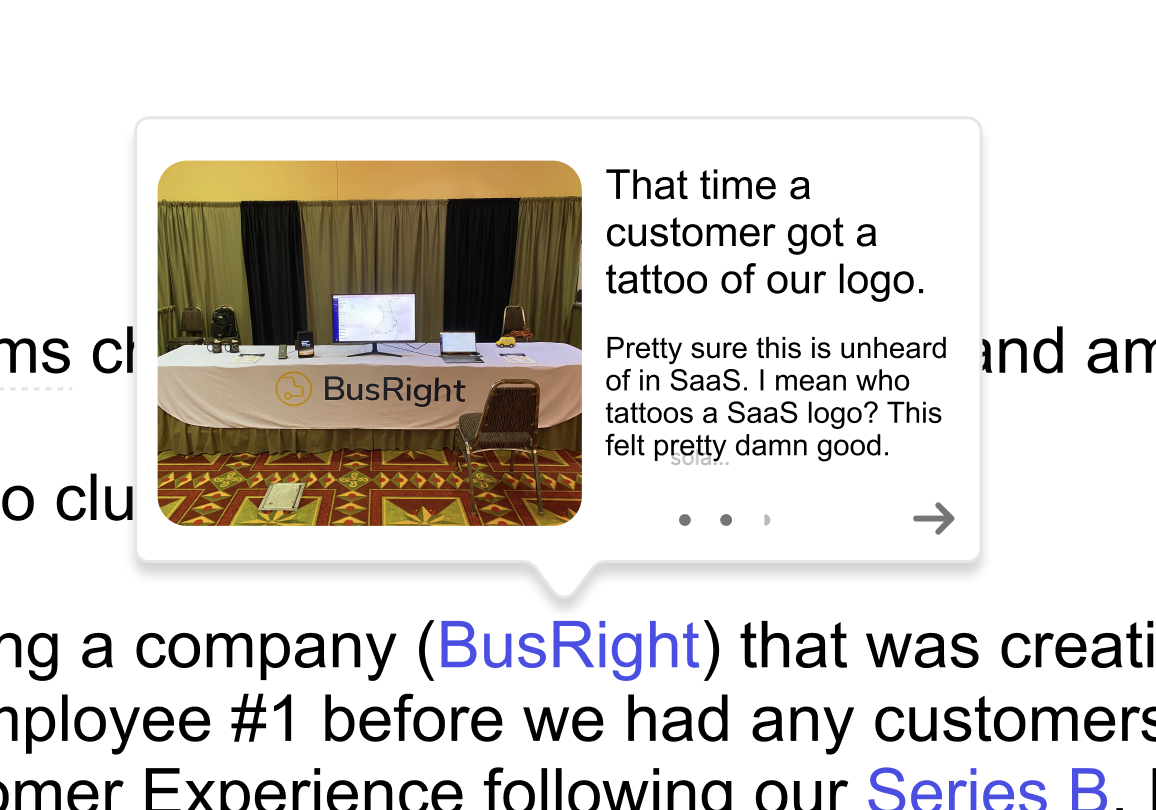 That time a
customer got a
tattoo of our logo.
Pretty sure this is unheard
of in SaaS. I mean who
tattoos a SaaS logo? This
felt pretty damn good.
sola...
BusRight
ms ch
and am
o clu
ng a company (BusRight) that was creati
mployee #1 before we had any customers
omer Experience following our Series B.